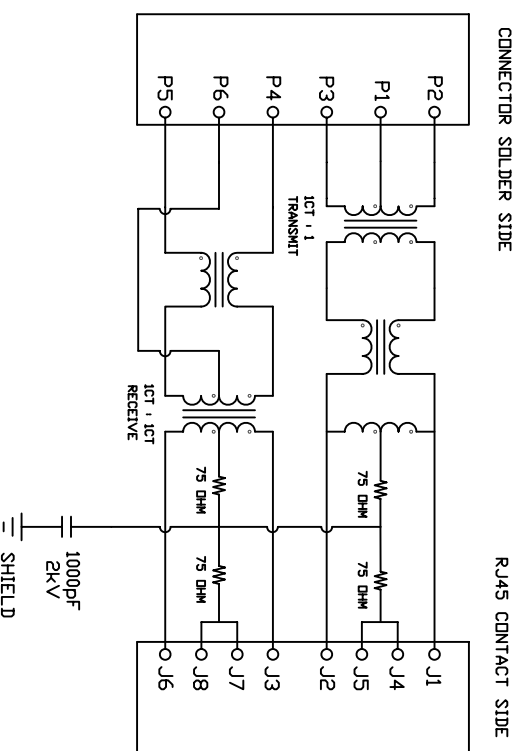 CONNECTOR SOLDER SIDE
RJ45 CONTACT SIDE
P2
P1
P3
P4
P6
P5
1CT : 1
TRANSMIT
1CT : 1CT
RECEIVE
75 OHM
75 OHM
75 OHM
75 OHM
J1
J4
J5
J2
J3
J7
J8
J6
1000pF
2kV
SHIELD